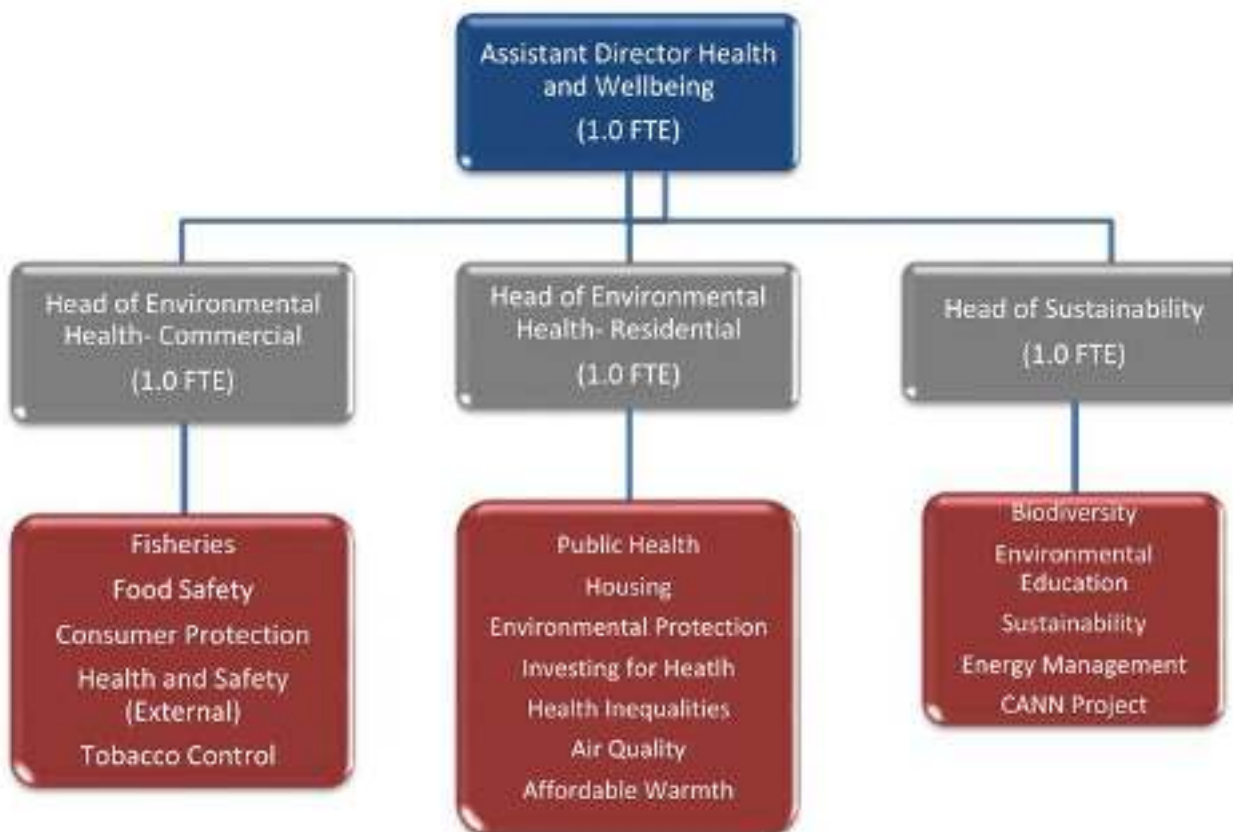 Assistant Director Health
and Wellbeing
(1.0 FTE)
Head of Environmental
Health- Commercial
(1.0 FTE)
Head of Environmental
Health- Residential
(1.0 FTE)
Head of Sustainability
(1.0 FTE)
Fisheries
Food Safety
Consumer Protection
Health and Safety
(External)
Tobacco Control
Public Health
Housing
Environmental Protection
Investing for Heatlh
Health Inequalities
Air Quality
Affordable Warmth
Biodiversity
Environmental
Education
Sustainability
Energy Management
CANN Project